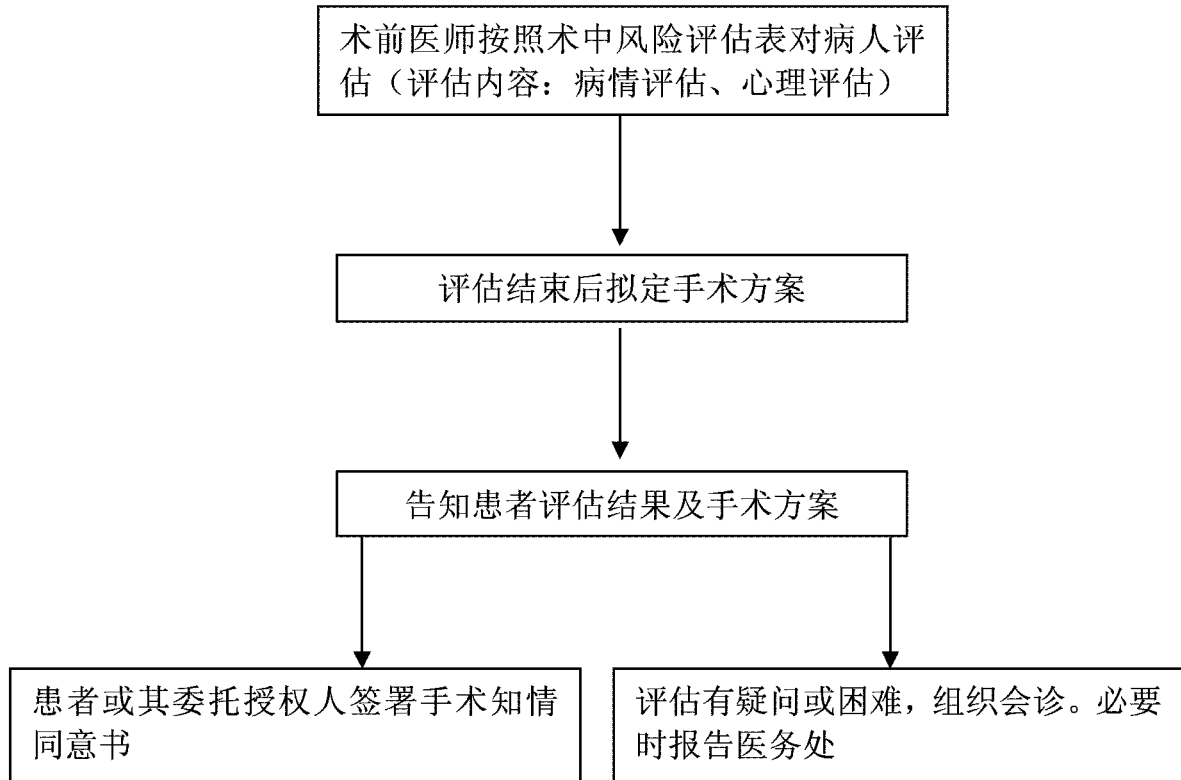 术前医师按照术中风险评估表对病人评
估（评估内容：病情评估、心理评估）
评估结束后拟定手术方案
告知患者评估结果及手术方案
患者或其委托授权人签署手术知情
同意书
评估有疑问或困难，组织会诊。必要
时报告医务处